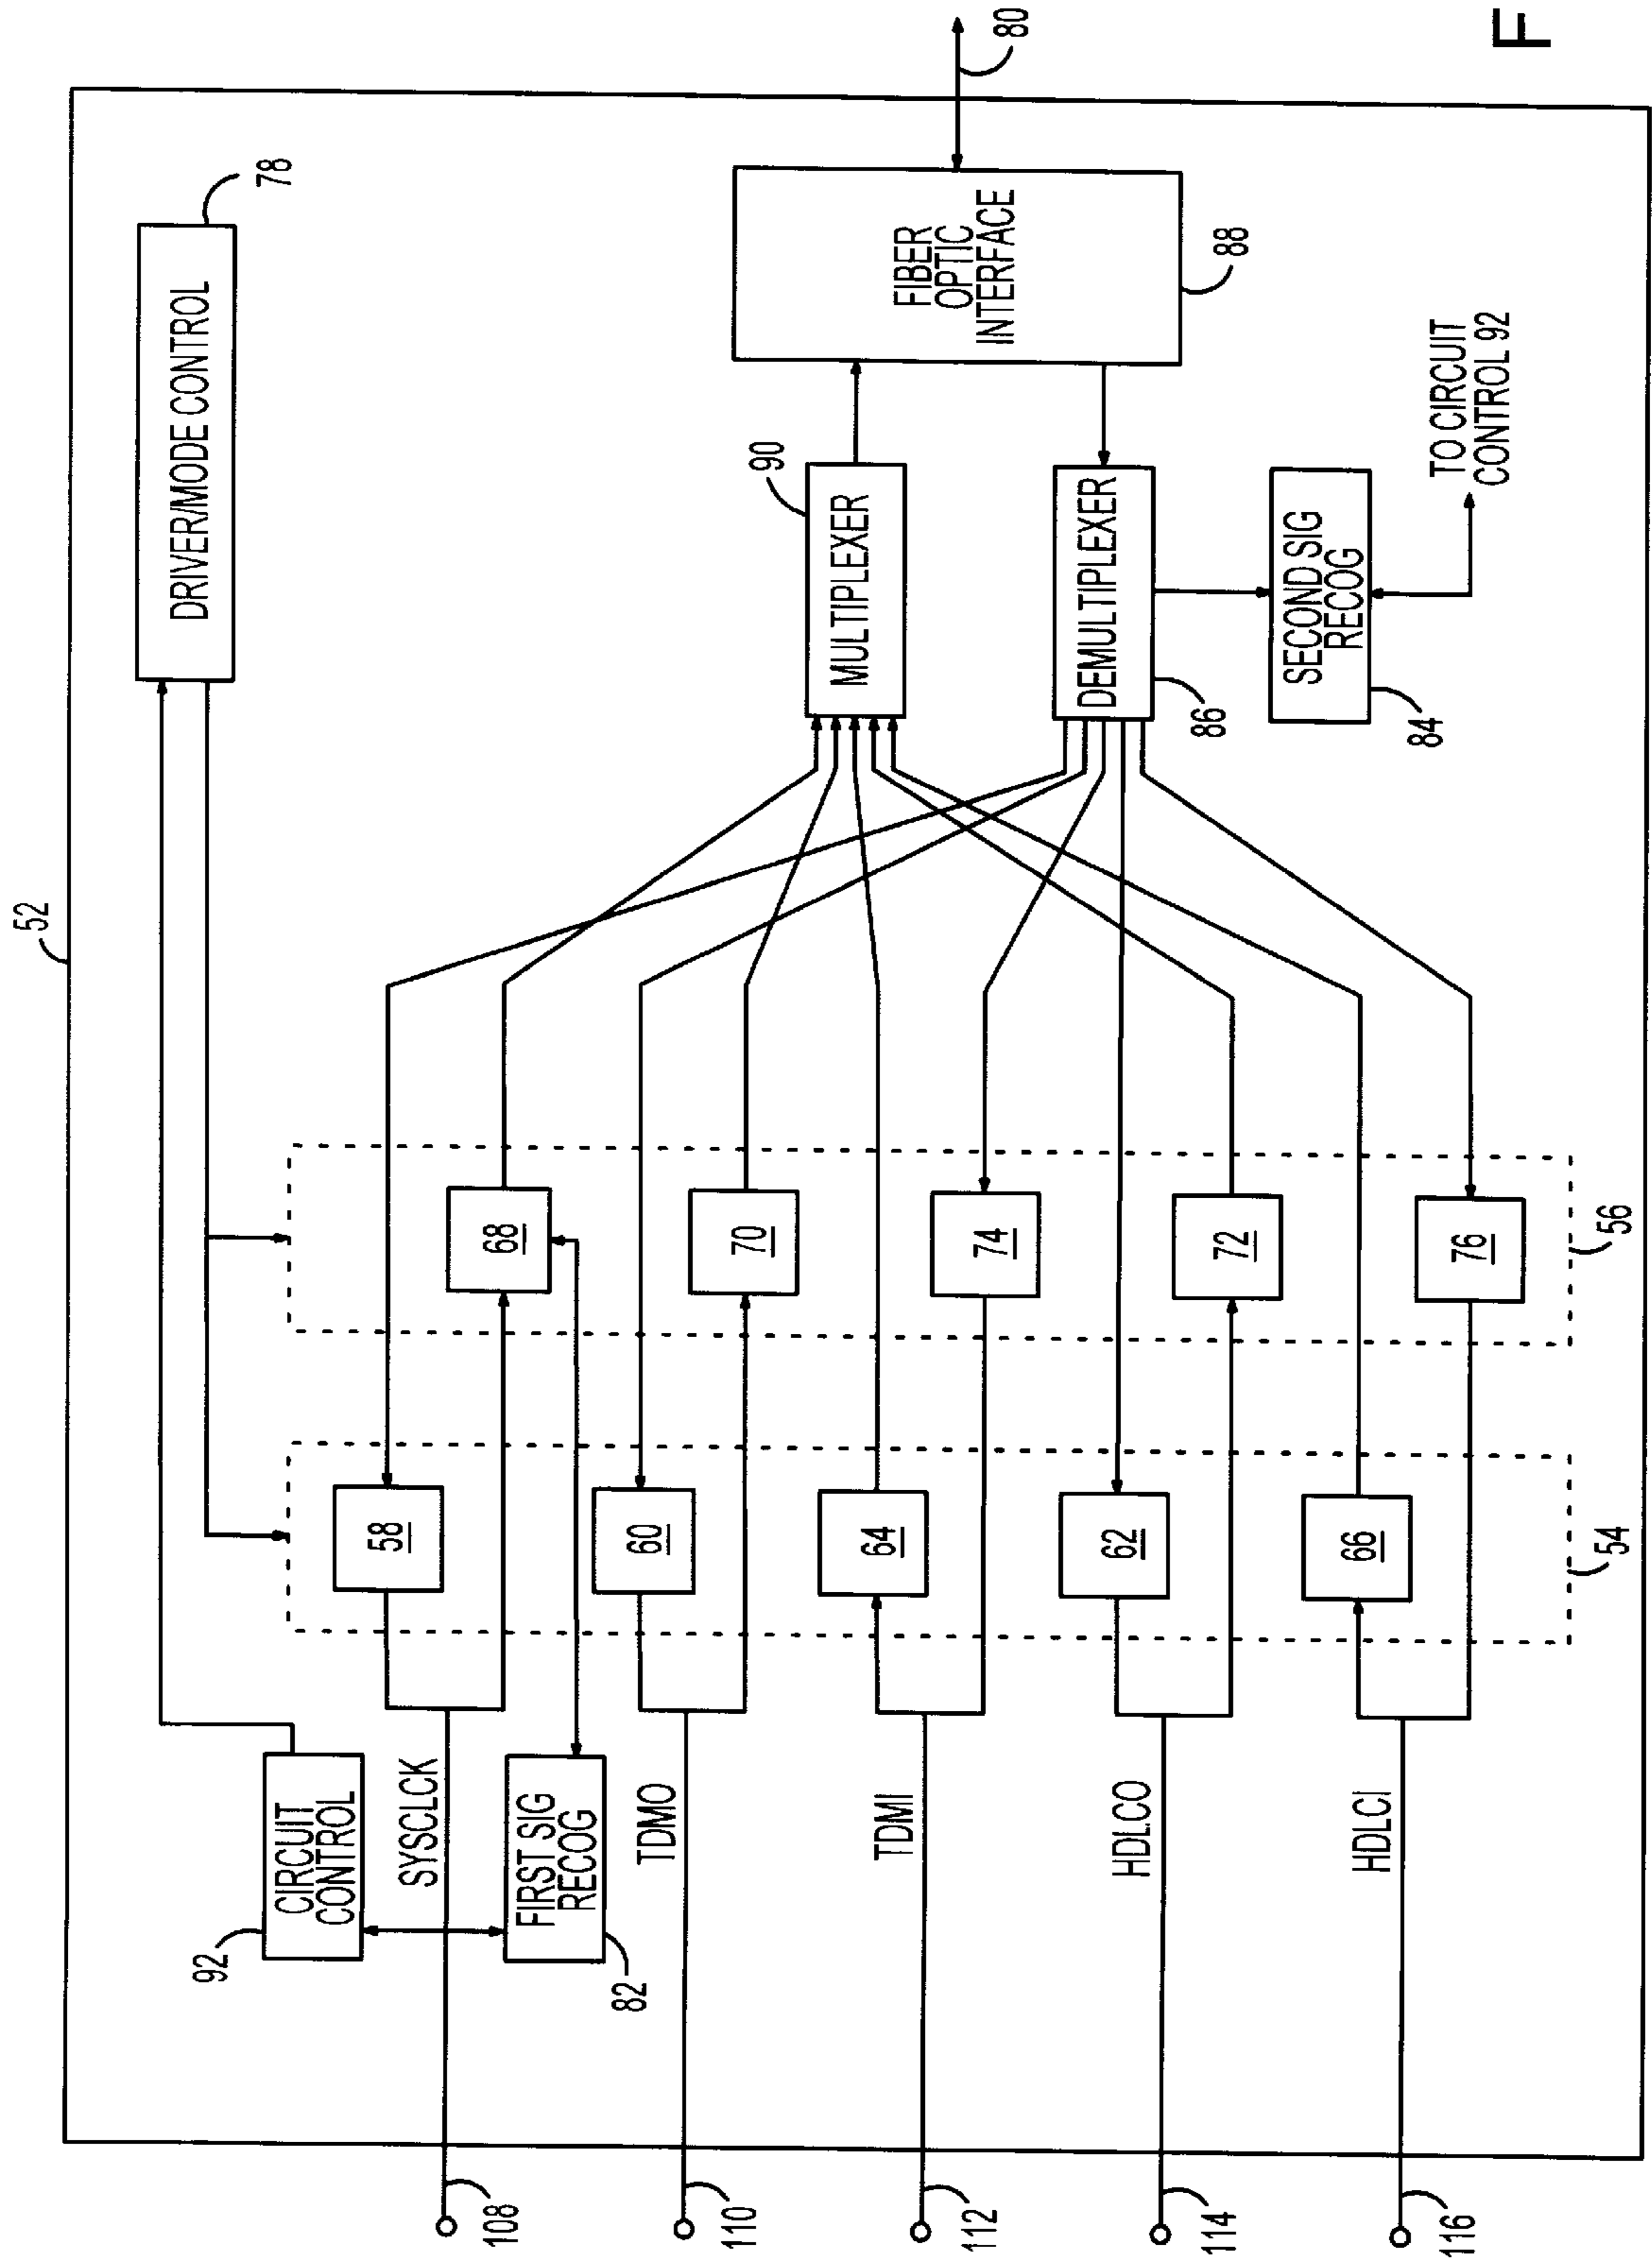 52
DRIVER/MODE CONTROL
78
92
CIRCUIT
CONTROL
SYSCLCK
58
68
FIRST SIG
RECOG
82
108
TDMO
60
70
110
TDMI
64
74
112
HDLCO
62
72
114
HDLCI
66
76
116
54
56
90
MULTIPLEXER
DEMULTIPLEXER
86
SECOND SIG
RECOG
84
TO CIRCUIT
CONTROL 92
FIBER
OPTIC
INTERFACE
88
80
F